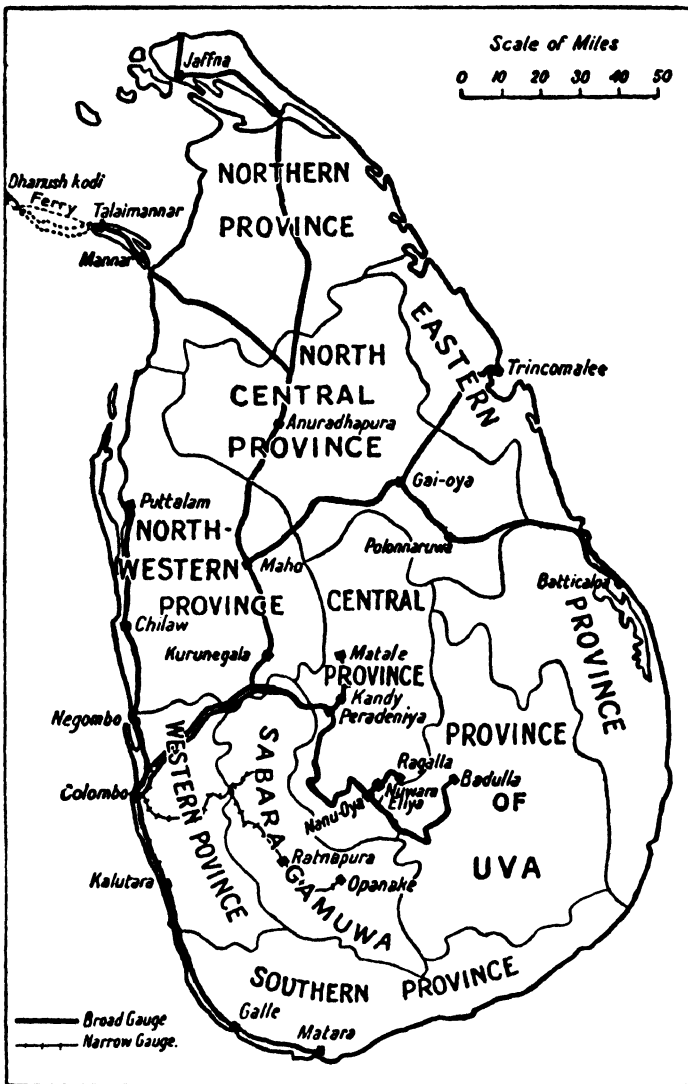 Scale of Miles
0 10 20 30 40 50
Jaffna
NORTHERN
PROVINCE
Dhanush kodi
Ferry
Talaimannar
Mannar
EASTERN
PROVINCE
NORTH
CENTRAL
PROVINCE
Trincomalee
Anuradhapura
Gai-oya
Puttalam
NORTH-
WESTERN
PROVINCE
Maho
Polonnaruwa
Batticaloa
CENTRAL
PROVINCE
Chilaw
Kurunegala
Matale
Kandy
Peradeniya
Negombo
WESTERN POVINCE
SABARAGAMUWA
PROVINCE
OF
UVA
Ragalla
Badulla
Nuwara
Eliya
Nanu-Oya
Colombo
Ratnapura
Opanake
Kalutara
SOUTHERN PROVINCE
Galle
Matara
Broad Gauge
Narrow Gauge.